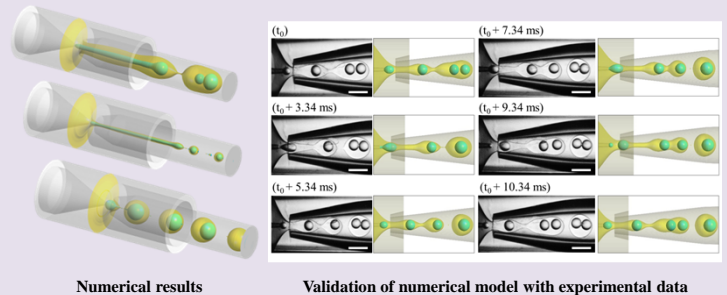 (t₀)
(t₀ + 7.34 ms)
(t₀ + 3.34 ms)
(t₀ + 9.34 ms)
(t₀ + 5.34 ms)
(t₀ + 10.34 ms)
Numerical results
Validation of numerical model with experimental data